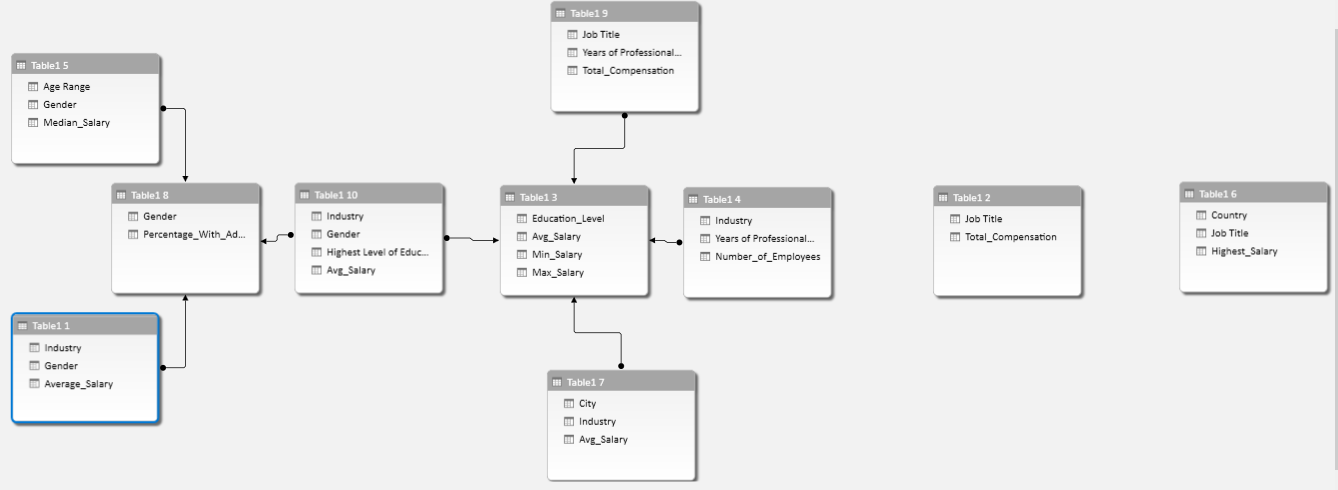 Table1 9
Job Title
Years of Professional...
Total_Compensation
Table1 5
Age Range
Gender
Median_Salary
Table1 8
Gender
Percentage_With_Ad...
Table1 10
Industry
Gender
Highest Level of Educ...
Avg_Salary
Table1 3
Education_Level
Avg_Salary
Min_Salary
Max_Salary
Table1 4
Industry
Years of Professional...
Number_of_Employees
Table1 2
Job Title
Total_Compensation
Table1 6
Country
Job Title
Highest_Salary
Table1 1
Industry
Gender
Average_Salary
Table1 7
City
Industry
Avg_Salary